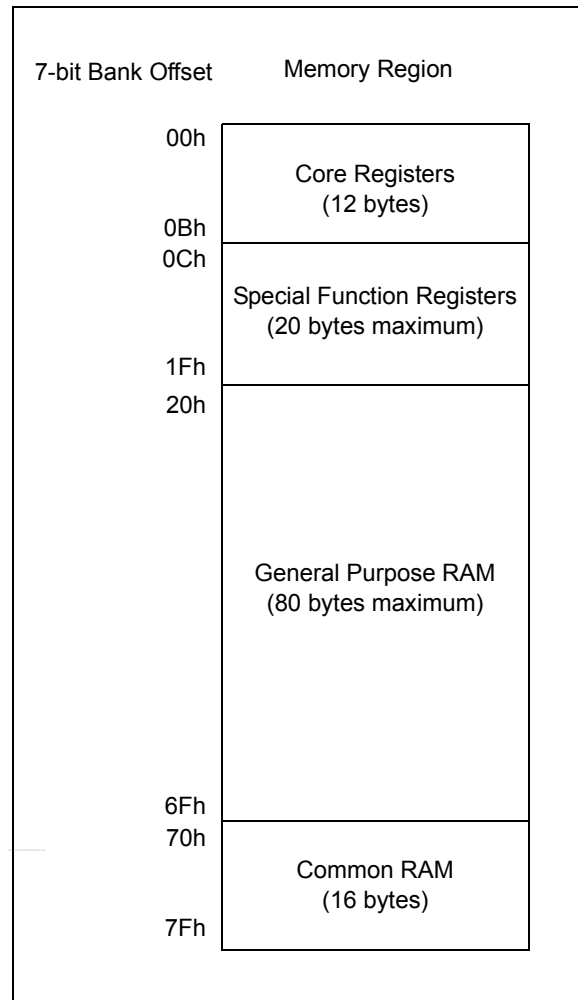 7-bit Bank Offset Memory Region
00h
Core Registers
(12 bytes)
0Bh
0Ch
Special Function Registers
(20 bytes maximum)
1Fh
20h
General Purpose RAM
(80 bytes maximum)
6Fh
70h
Common RAM
(16 bytes)
7Fh